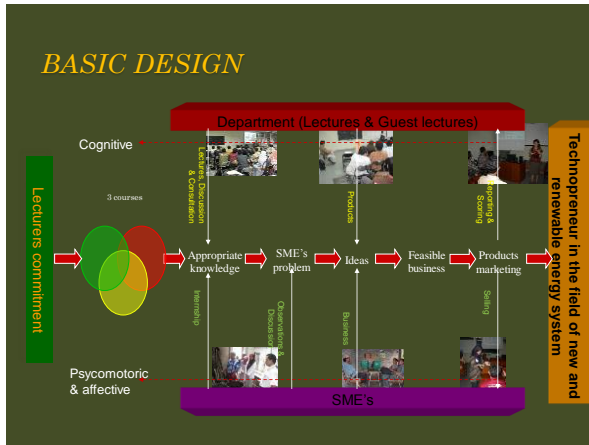 BASIC DESIGN
Department (Lectures & Guest lectures)
Cognitive
Lecturers commitment
3 courses
Lectures, Discussion
& Consultation
Products
Reporting &
Scoring
Appropriate
knowledge
SME's
problem
Ideas
Feasible
business
Products
marketing
Technopreneur in the field of new and
renewable energy system
Internship
Observations &
Discussion
Business
Selling
Psycomotoric
& affective
SME's